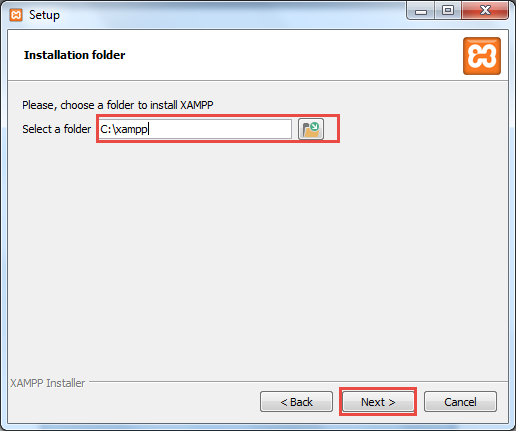 Setup
Installation folder
Please, choose a folder to install XAMPP
Select a folder C:\xampp
XAMPP Installer
< Back Next > Cancel